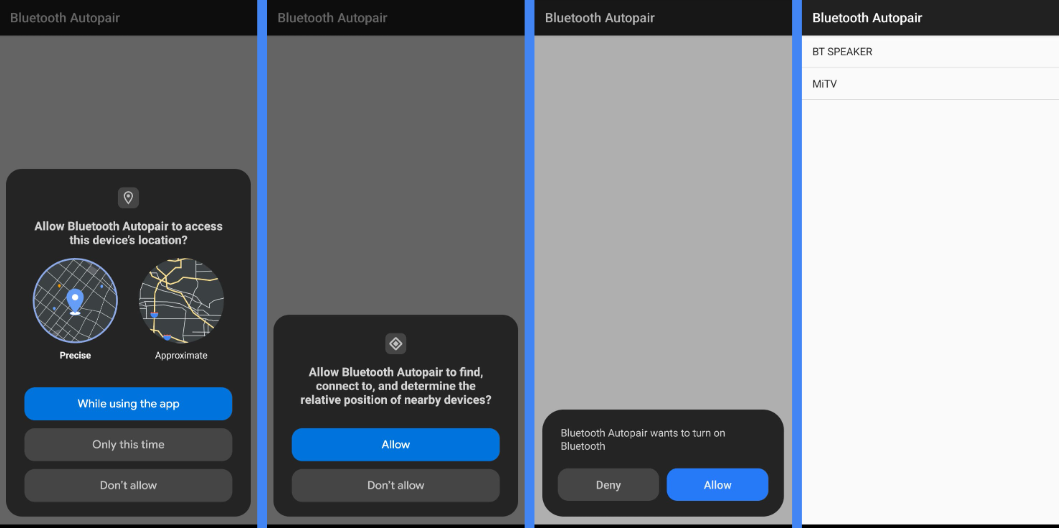 Bluetooth Autopair
Allow Bluetooth Autopair to access
this device's location?
Precise
Approximate
While using the app
Only this time
Don't allow
Bluetooth Autopair
Allow Bluetooth Autopair to find,
connect to, and determine the
relative position of nearby devices?
Allow
Don't allow
Bluetooth Autopair
Bluetooth Autopair wants to turn on
Bluetooth
Deny
Allow
Bluetooth Autopair
BT SPEAKER
MiTV